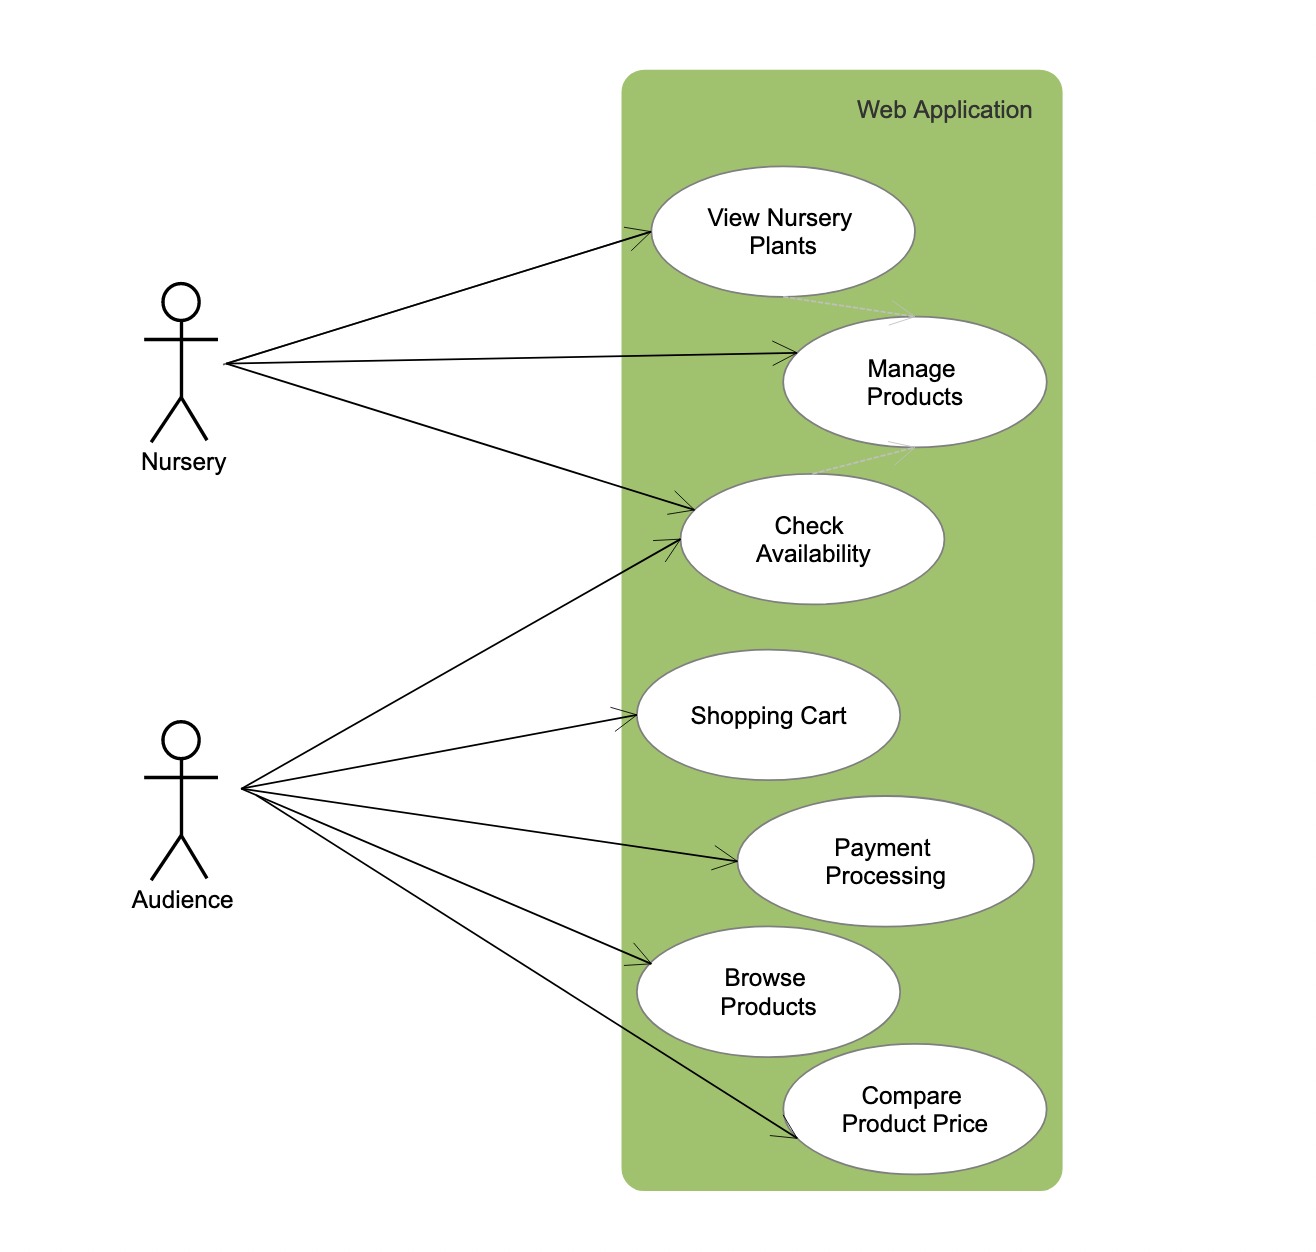 Web Application
View Nursery
Plants
Manage
Products
Nursery
Check
Availability
Shopping Cart
Payment
Processing
Audience
Browse
Products
Compare
Product Price